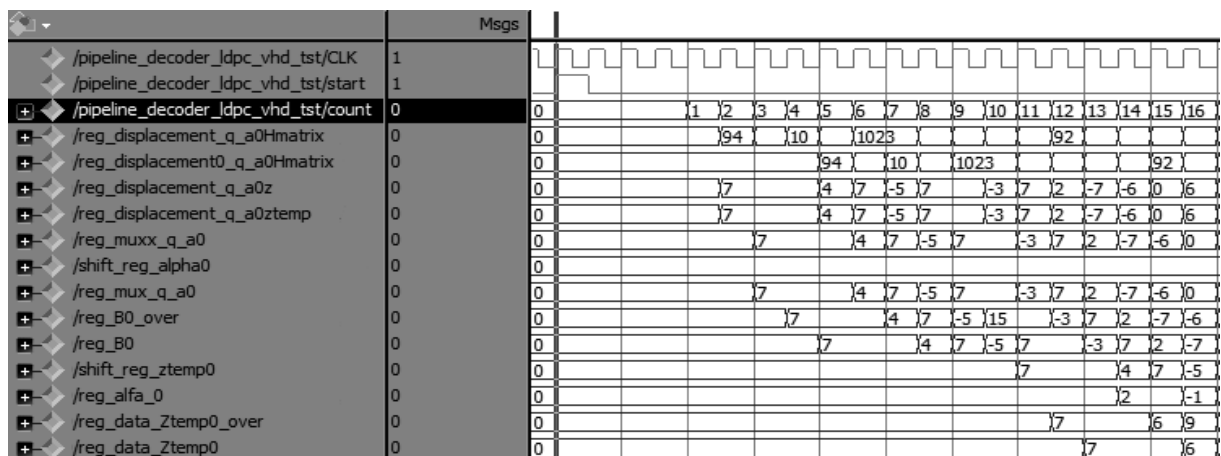 Msgs
/pipeline_decoder_ldpc_vhd_tst/CLK 1
/pipeline_decoder_ldpc_vhd_tst/start 1
/pipeline_decoder_ldpc_vhd_tst/count 0 0 1 2 3 4 5 6 7 8 9 10 11 12 13 14 15 16
/reg_displacement_q_a0Hmatrix 0 0 94 10 1023 92
/reg_displacement0_q_a0Hmatrix 0 0 94 10 1023 92
/reg_displacement_q_a0z 0 0 7 4 7 -5 7 -3 7 2 -7 -6 0 6
/reg_displacement_q_a0ztemp 0 0 7 4 7 -5 7 -3 7 2 -7 -6 0 6
/reg_muxx_q_a0 0 0 7 4 7 -5 7 -3 7 2 -7 -6 0
/shift_reg_alpha0 0 0
/reg_mux_q_a0 0 0 7 4 7 -5 7 -3 7 2 -7 -6 0
/reg_B0_over 0 0 7 4 7 -5 15 -3 7 2 -7 -6
/reg_B0 0 0 7 4 7 -5 7 -3 7 2 -7
/shift_reg_ztemp0 0 0 7 4 7 -5
/reg_alfa_0 0 0 2 -1
/reg_data_Ztemp0_over 0 0 7 6 9
/reg_data_Ztemp0 0 0 7 6